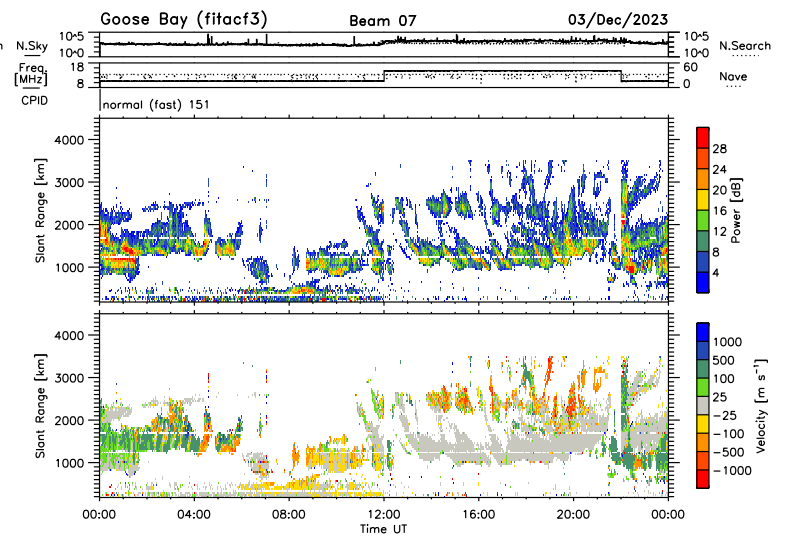 Goose Bay (fitacf3) Beam 07 03/Dec/2023
n N.Sky 10^5 10^0 10^5 10^0 N.Search
Freq. [MHz] 18 8 60 0 Nave
CPID normal (fast) 151
Slant Range [km] 4000 3000 2000 1000
28 24 20 16 12 8 4 Power [dB]
Slant Range [km] 4000 3000 2000 1000
1000 500 100 25 -25 -100 -500 -1000 Velocity [m s⁻¹]
00:00 04:00 08:00 12:00 16:00 20:00 00:00
Time UT